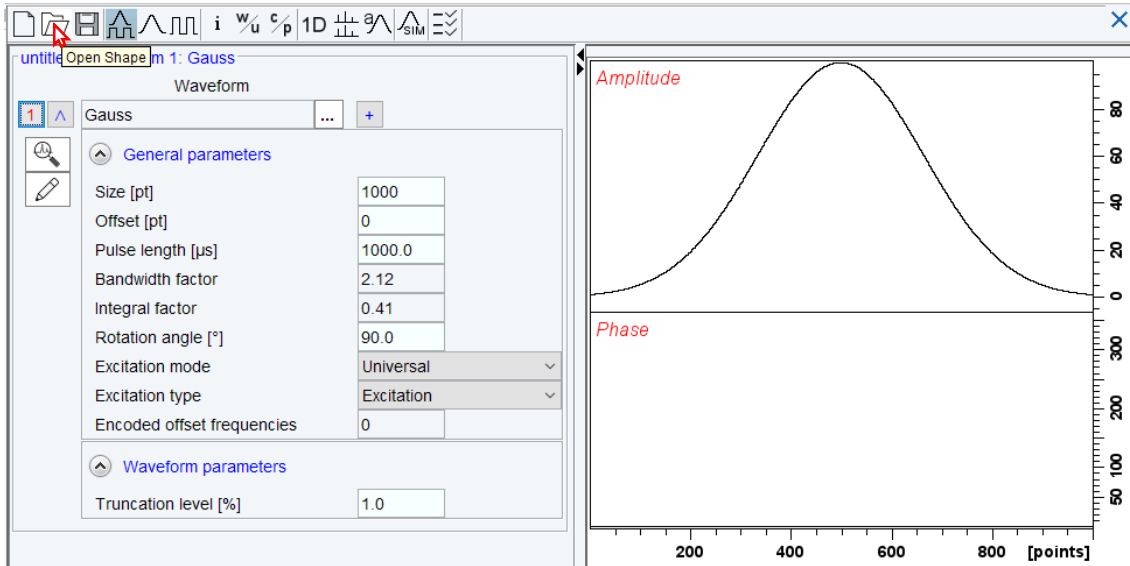 i w/u c/p 1D a SIM
untitle Open Shape m 1: Gauss
Waveform
1 Gauss ... +
General parameters
Size [pt] 1000
Offset [pt] 0
Pulse length [µs] 1000.0
Bandwidth factor 2.12
Integral factor 0.41
Rotation angle [°] 90.0
Excitation mode Universal
Excitation type Excitation
Encoded offset frequencies 0
Waveform parameters
Truncation level [%] 1.0
Amplitude
80
60
40
20
0
Phase
300
200
100
50
200 400 600 800 [points]